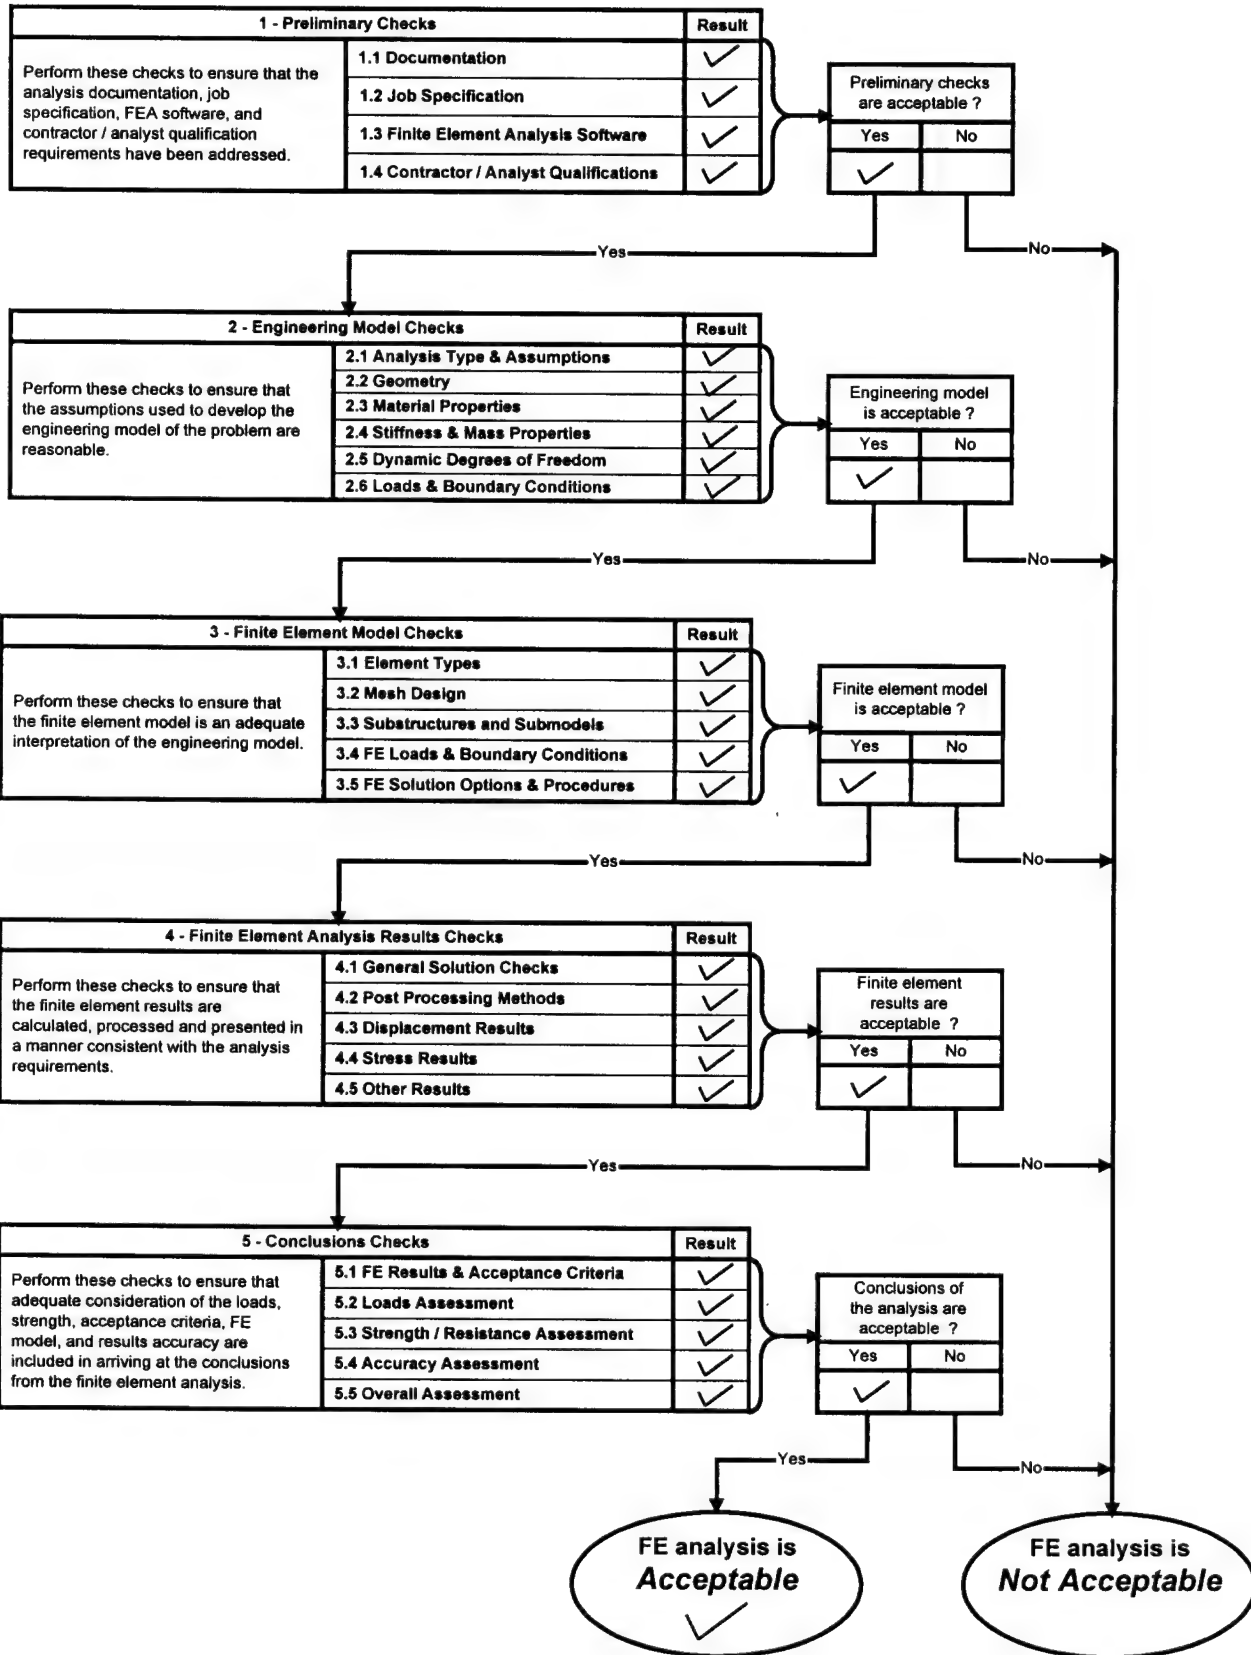 1 - Preliminary Checks
Result
Perform these checks to ensure that the
analysis documentation, job
specification, FEA software, and
contractor / analyst qualification
requirements have been addressed.
1.1 Documentation
1.2 Job Specification
1.3 Finite Element Analysis Software
1.4 Contractor / Analyst Qualifications
Preliminary checks
are acceptable ?
Yes
No
Yes
No
2 - Engineering Model Checks
Result
Perform these checks to ensure that
the assumptions used to develop the
engineering model of the problem are
reasonable.
2.1 Analysis Type & Assumptions
2.2 Geometry
2.3 Material Properties
2.4 Stiffness & Mass Properties
2.5 Dynamic Degrees of Freedom
2.6 Loads & Boundary Conditions
Engineering model
is acceptable ?
Yes
No
Yes
No
3 - Finite Element Model Checks
Result
Perform these checks to ensure that
the finite element model is an adequate
interpretation of the engineering model.
3.1 Element Types
3.2 Mesh Design
3.3 Substructures and Submodels
3.4 FE Loads & Boundary Conditions
3.5 FE Solution Options & Procedures
Finite element model
is acceptable ?
Yes
No
Yes
No
4 - Finite Element Analysis Results Checks
Result
Perform these checks to ensure that
the finite element results are
calculated, processed and presented in
a manner consistent with the analysis
requirements.
4.1 General Solution Checks
4.2 Post Processing Methods
4.3 Displacement Results
4.4 Stress Results
4.5 Other Results
Finite element
results are
acceptable ?
Yes
No
Yes
No
5 - Conclusions Checks
Result
Perform these checks to ensure that
adequate consideration of the loads,
strength, acceptance criteria, FE
model, and results accuracy are
included in arriving at the conclusions
from the finite element analysis.
5.1 FE Results & Acceptance Criteria
5.2 Loads Assessment
5.3 Strength / Resistance Assessment
5.4 Accuracy Assessment
5.5 Overall Assessment
Conclusions of
the analysis are
acceptable ?
Yes
No
Yes
No
FE analysis is
Acceptable
FE analysis is
Not Acceptable